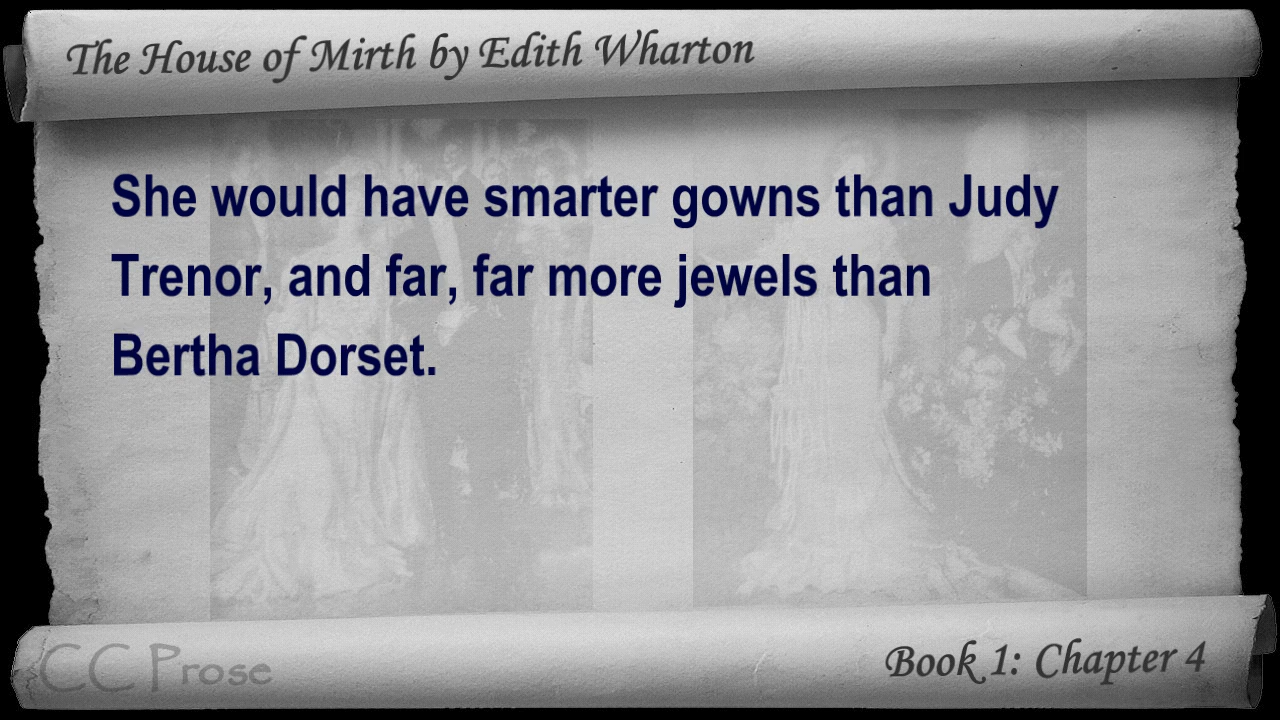 The House of Mirth by Edith Wharton
She would have smarter gowns than Judy
Trenor, and far, far more jewels than
Bertha Dorset.
CC Prose
Book 1: Chapter 4